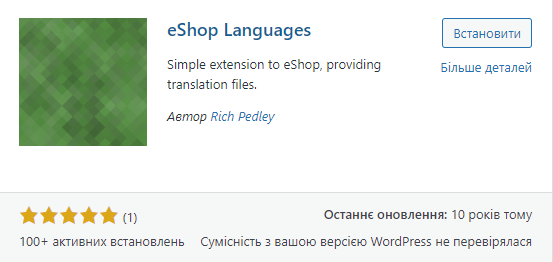 eShop Languages
Встановити
Simple extension to eShop, providing
translation files.
Більше деталей
Автор Rich Pedley
(1)
Останнє оновлення: 10 років тому
100+ активних встановлень
Сумісність з вашою версією WordPress не перевірялася